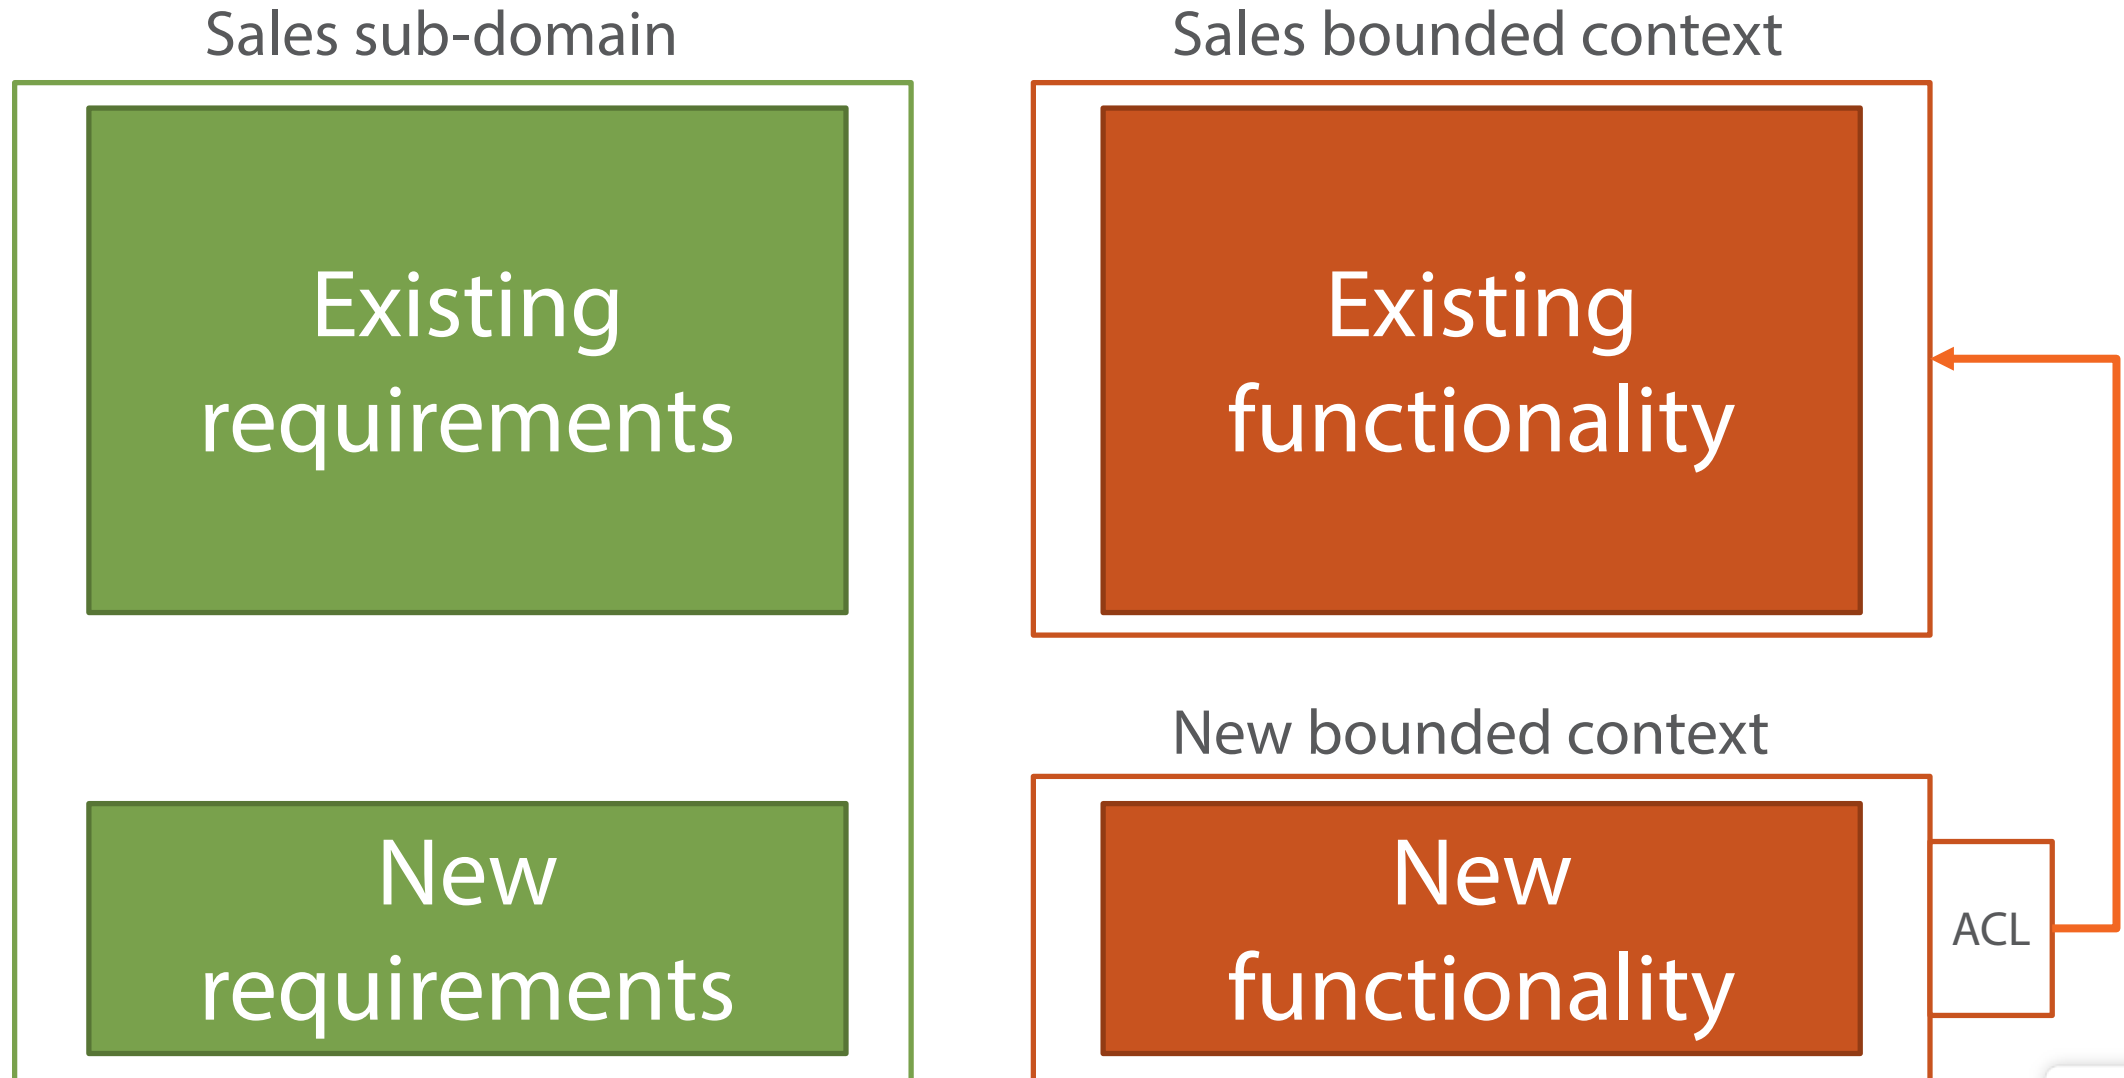 Sales sub-domain
Existing
requirements
New
requirements
Sales bounded context
Existing
functionality
New bounded context
New
functionality
ACL